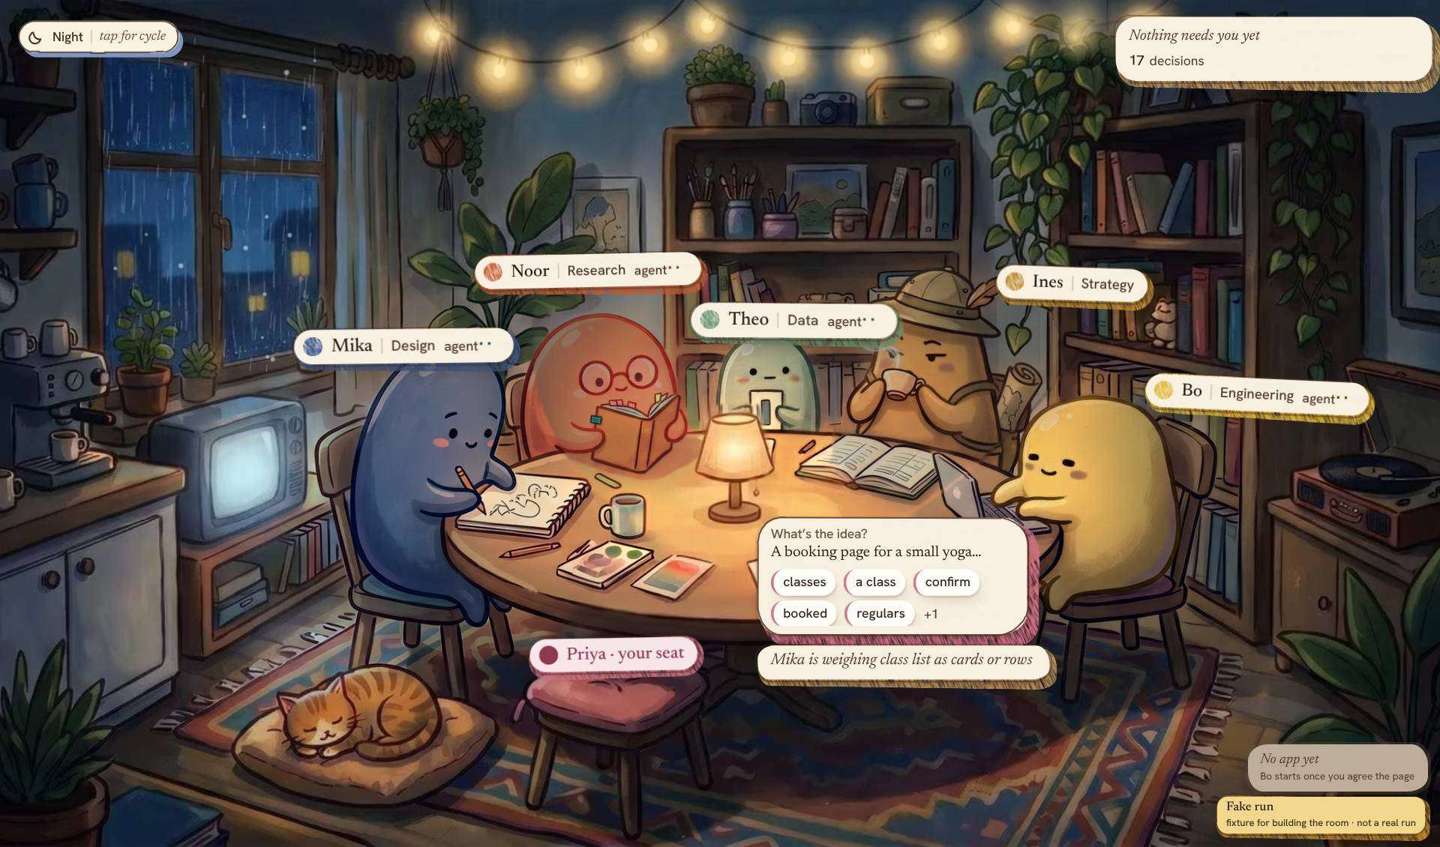 Night tap for cycle
Nothing needs you yet
17 decisions
Noor Research agent
Ines Strategy
Theo Data agent
Mika Design agent
Bo Engineering agent
What's the idea?
A booking page for a small yoga...
classes a class confirm
booked regulars +1
Mika is weighing class list as cards or rows
Priya · your seat
No app yet
Bo starts once you agree the page
Fake run
fixture for building the room · not a real run